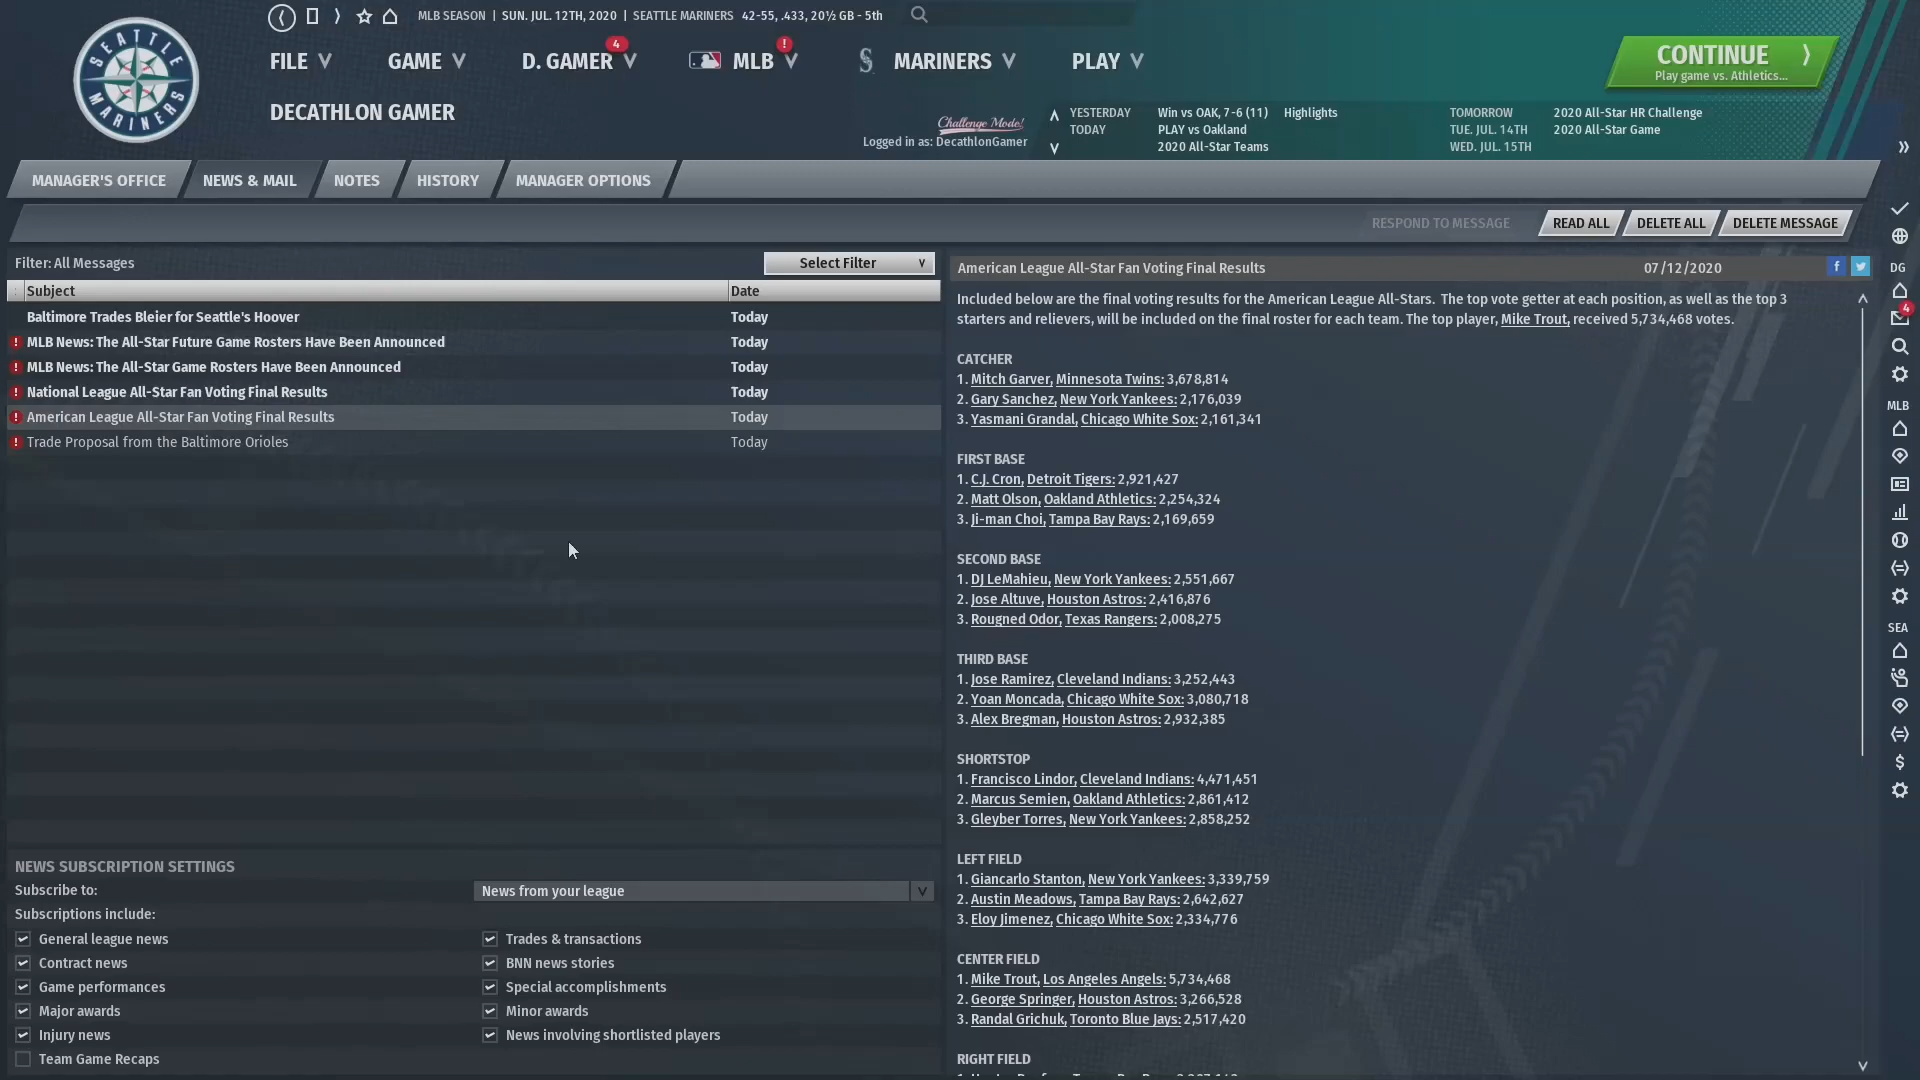 MLB SEASON | SUN. JUL. 12TH, 2020 | SEATTLE MARINERS 42-55, .433, 20½ GB - 5th
SEATTLE MARINERS
FILE GAME D. GAMER 4 MLB ! MARINERS PLAY
CONTINUE
Play game vs. Athletics...
DECATHLON GAMER
Challenge Mode!
Logged in as: DecathlonGamer
YESTERDAY Win vs OAK, 7-6 (11) Highlights
TODAY PLAY vs Oakland
2020 All-Star Teams
TOMORROW 2020 All-Star HR Challenge
TUE. JUL. 14TH 2020 All-Star Game
WED. JUL. 15TH
MANAGER'S OFFICE NEWS & MAIL NOTES HISTORY MANAGER OPTIONS
RESPOND TO MESSAGE READ ALL DELETE ALL DELETE MESSAGE
Filter: All Messages Select Filter
Subject Date
Baltimore Trades Bleier for Seattle's Hoover Today
! MLB News: The All-Star Future Game Rosters Have Been Announced Today
! MLB News: The All-Star Game Rosters Have Been Announced Today
! National League All-Star Fan Voting Final Results Today
! American League All-Star Fan Voting Final Results Today
! Trade Proposal from the Baltimore Orioles Today
NEWS SUBSCRIPTION SETTINGS
Subscribe to: News from your league
Subscriptions include:
General league news Trades & transactions
Contract news BNN news stories
Game performances Special accomplishments
Major awards Minor awards
Injury news News involving shortlisted players
Team Game Recaps
American League All-Star Fan Voting Final Results 07/12/2020
Included below are the final voting results for the American League All-Stars. The top vote getter at each position, as well as the top 3
starters and relievers, will be included on the final roster for each team. The top player, Mike Trout, received 5,734,468 votes.
CATCHER
1. Mitch Garver, Minnesota Twins: 3,678,814
2. Gary Sanchez, New York Yankees: 2,176,039
3. Yasmani Grandal, Chicago White Sox: 2,161,341
FIRST BASE
1. C.J. Cron, Detroit Tigers: 2,921,427
2. Matt Olson, Oakland Athletics: 2,254,324
3. Ji-man Choi, Tampa Bay Rays: 2,169,659
SECOND BASE
1. DJ LeMahieu, New York Yankees: 2,551,667
2. Jose Altuve, Houston Astros: 2,416,876
3. Rougned Odor, Texas Rangers: 2,008,275
THIRD BASE
1. Jose Ramirez, Cleveland Indians: 3,252,443
2. Yoan Moncada, Chicago White Sox: 3,080,718
3. Alex Bregman, Houston Astros: 2,932,385
SHORTSTOP
1. Francisco Lindor, Cleveland Indians: 4,471,451
2. Marcus Semien, Oakland Athletics: 2,861,412
3. Gleyber Torres, New York Yankees: 2,858,252
LEFT FIELD
1. Giancarlo Stanton, New York Yankees: 3,339,759
2. Austin Meadows, Tampa Bay Rays: 2,642,627
3. Eloy Jimenez, Chicago White Sox: 2,334,776
CENTER FIELD
1. Mike Trout, Los Angeles Angels: 5,734,468
2. George Springer, Houston Astros: 3,266,528
3. Randal Grichuk, Toronto Blue Jays: 2,517,420
RIGHT FIELD
DG
4
MLB
SEA